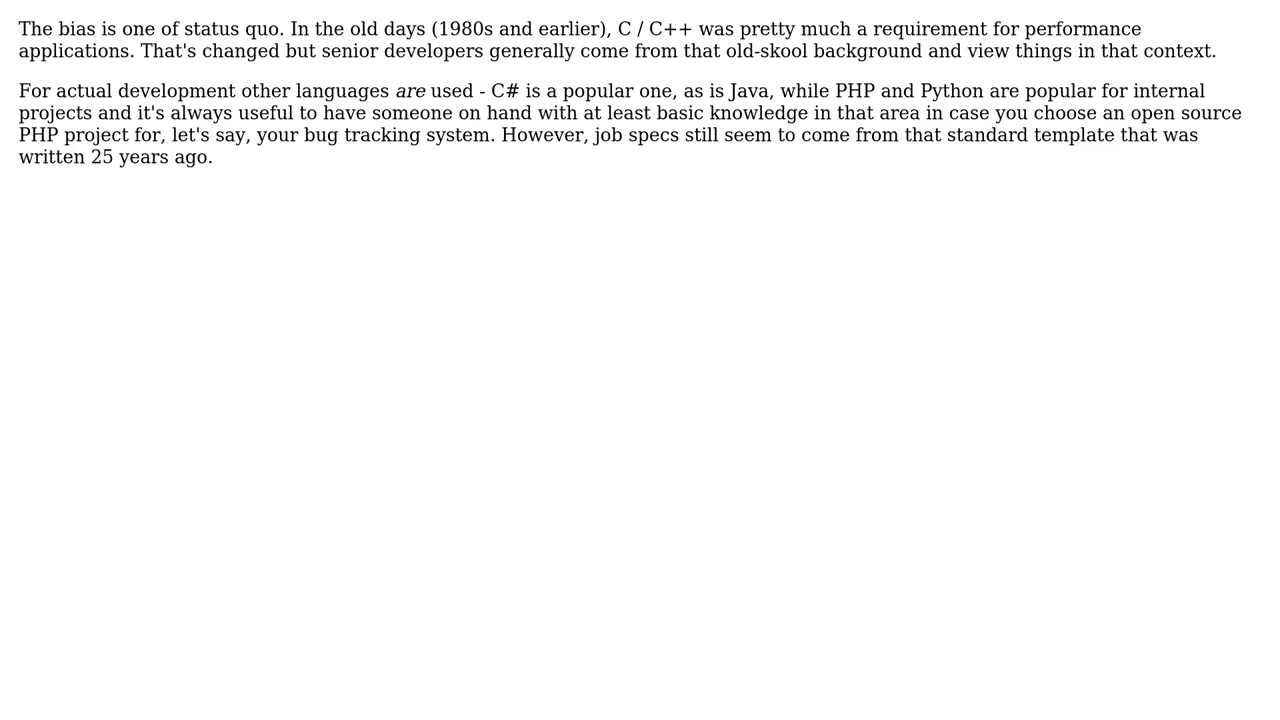 The bias is one of status quo. In the old days (1980s and earlier), C / C++ was pretty much a requirement for performance
applications. That's changed but senior developers generally come from that old-skool background and view things in that context.
For actual development other languages are used - C# is a popular one, as is Java, while PHP and Python are popular for internal
projects and it's always useful to have someone on hand with at least basic knowledge in that area in case you choose an open source
PHP project for, let's say, your bug tracking system. However, job specs still seem to come from that standard template that was
written 25 years ago.